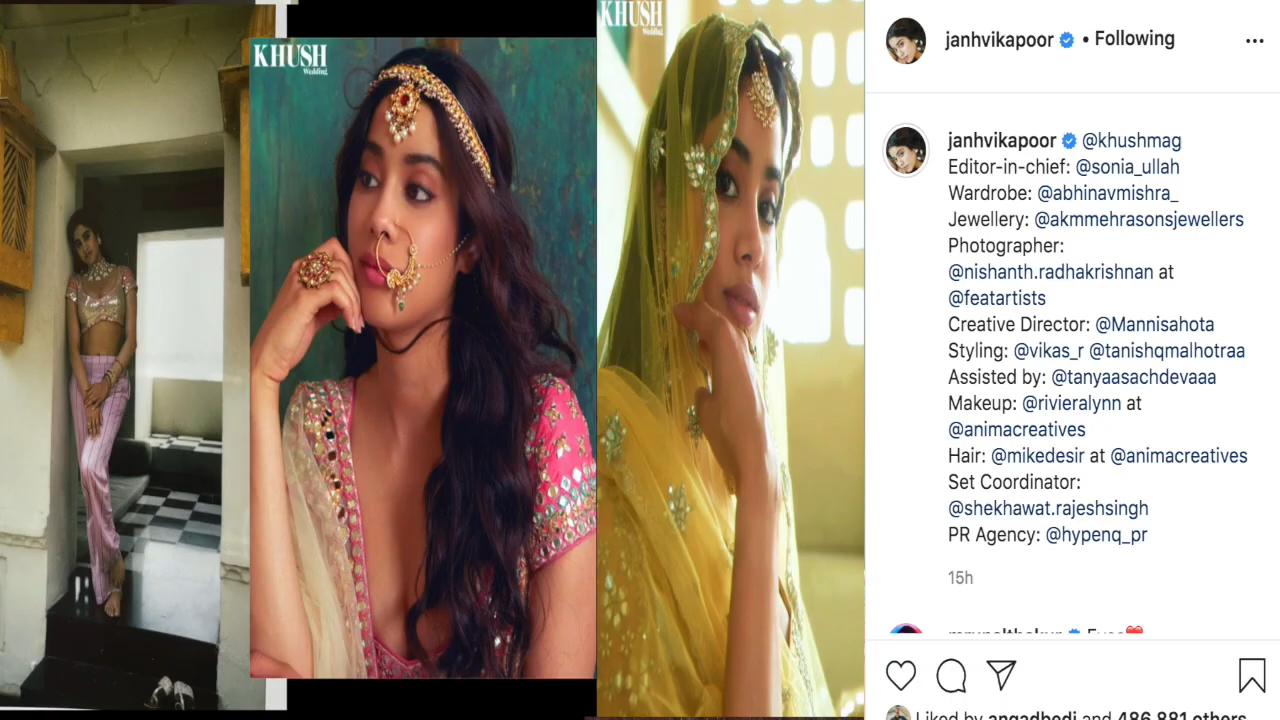 KHUSH
Wedding
KHUSH
Wedding
janhvikapoor • Following
janhvikapoor @khushmag
Editor-in-chief: @sonia_ullah
Wardrobe: @abhinavmishra_
Jewellery: @akmmehrasonsjewellers
Photographer:
@nishanth.radhakrishnan at
@featartists
Creative Director: @Mannisahota
Styling: @vikas_r @tanishqmalhotraa
Assisted by: @tanyaasachdevaaa
Makeup: @rivieralynn at
@animacreatives
Hair: @mikedesir at @animacreatives
Set Coordinator:
@shekhawat.rajeshsingh
PR Agency: @hypenq_pr
15h
Liked by angadbedi and 486,881 others